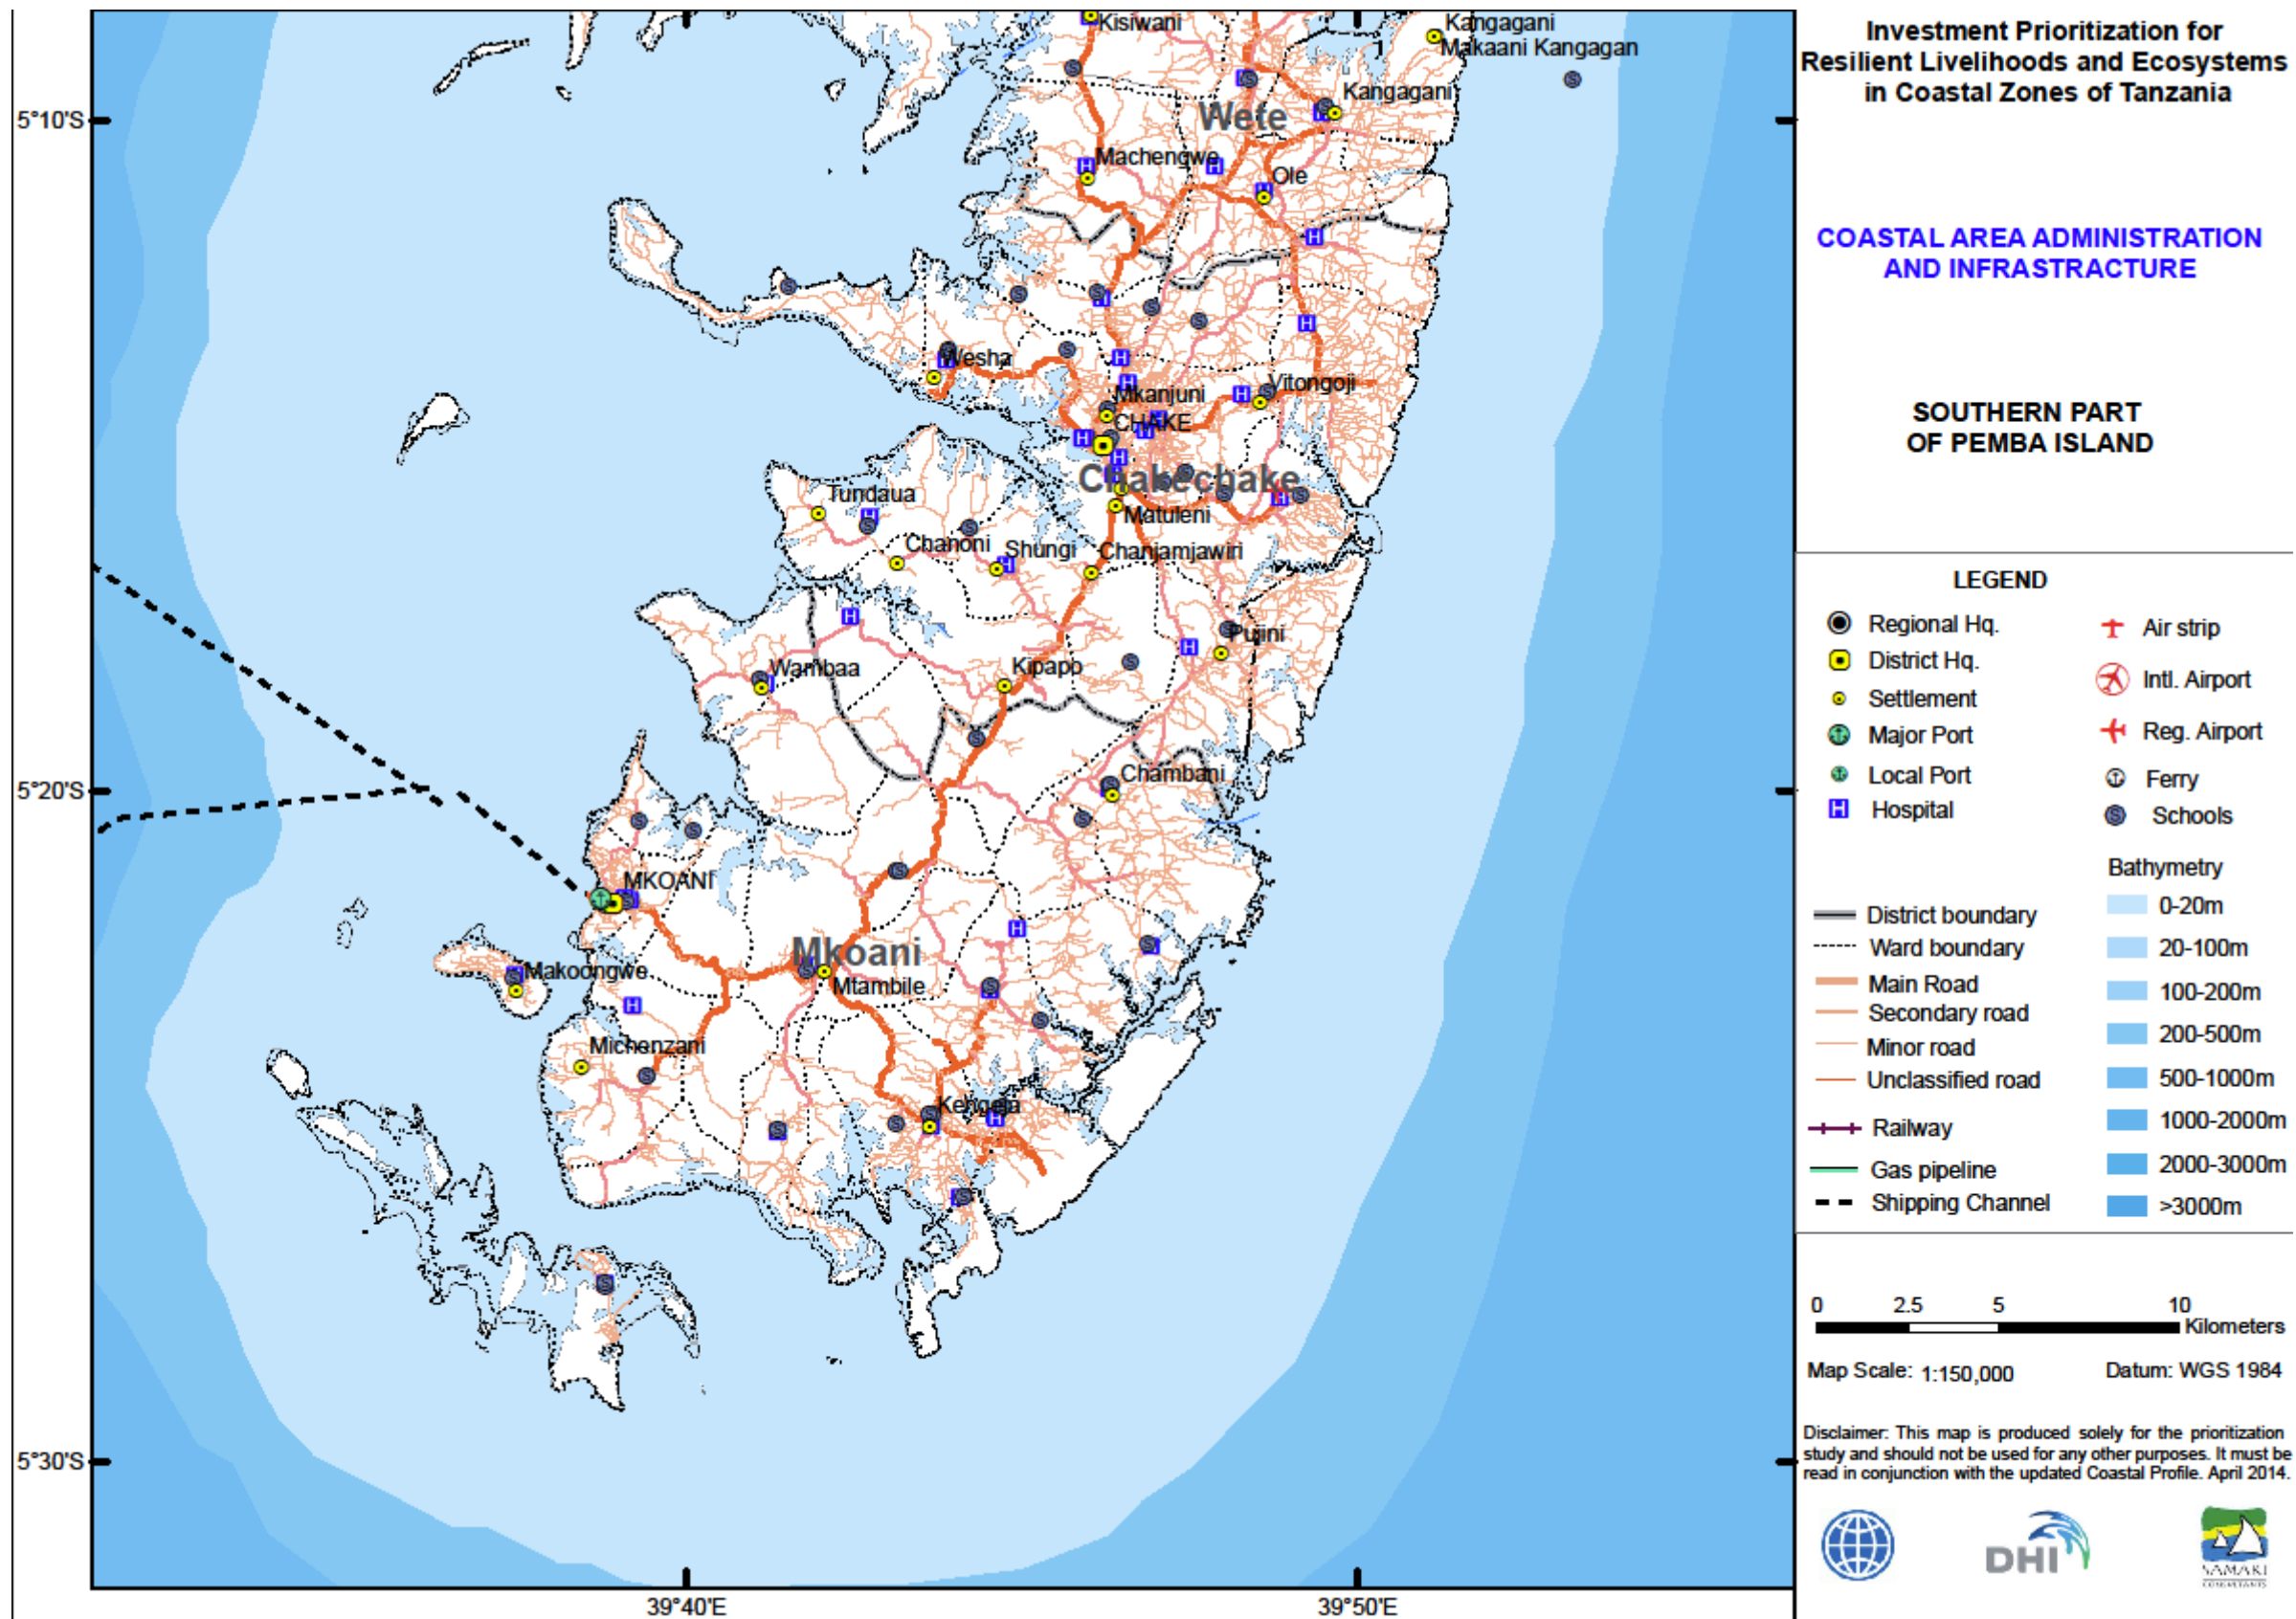 Investment Prioritization for
Resilient Livelihoods and Ecosystems
in Coastal Zones of Tanzania
COASTAL AREA ADMINISTRATION
AND INFRASTRACTURE
SOUTHERN PART
OF PEMBA ISLAND
LEGEND
Regional Hq.
District Hq.
Settlement
Major Port
Local Port
Hospital
Air strip
Intl. Airport
Reg. Airport
Ferry
Schools
District boundary
Ward boundary
Main Road
Secondary road
Minor road
Unclassified road
Railway
Gas pipeline
Shipping Channel
Bathymetry
0-20m
20-100m
100-200m
200-500m
500-1000m
1000-2000m
2000-3000m
>3000m
0 2.5 5 10
Kilometers
Map Scale: 1:150,000
Datum: WGS 1984
Disclaimer: This map is produced solely for the prioritization
study and should not be used for any other purposes. It must be
read in conjunction with the updated Coastal Profile. April 2014.
DHI
SAMAKI
CONSULTANTS
5°10'S
5°20'S
5°30'S
39°40'E
39°50'E
Kisiwani
Kangagani
Makaani Kangagan
Kangagani
Wete
Machengwe
Ole
Wesha
Mkanjuni
Vitongoji
CHAKE
Chakechake
Tundaua
Matuleni
Chanoni
Shungi
Chanjamjawiri
Pujini
Wambaa
Kipapo
Chambani
MKOANI
Mkoani
Makoongwe
Mtambile
Michenzani
Kengeja